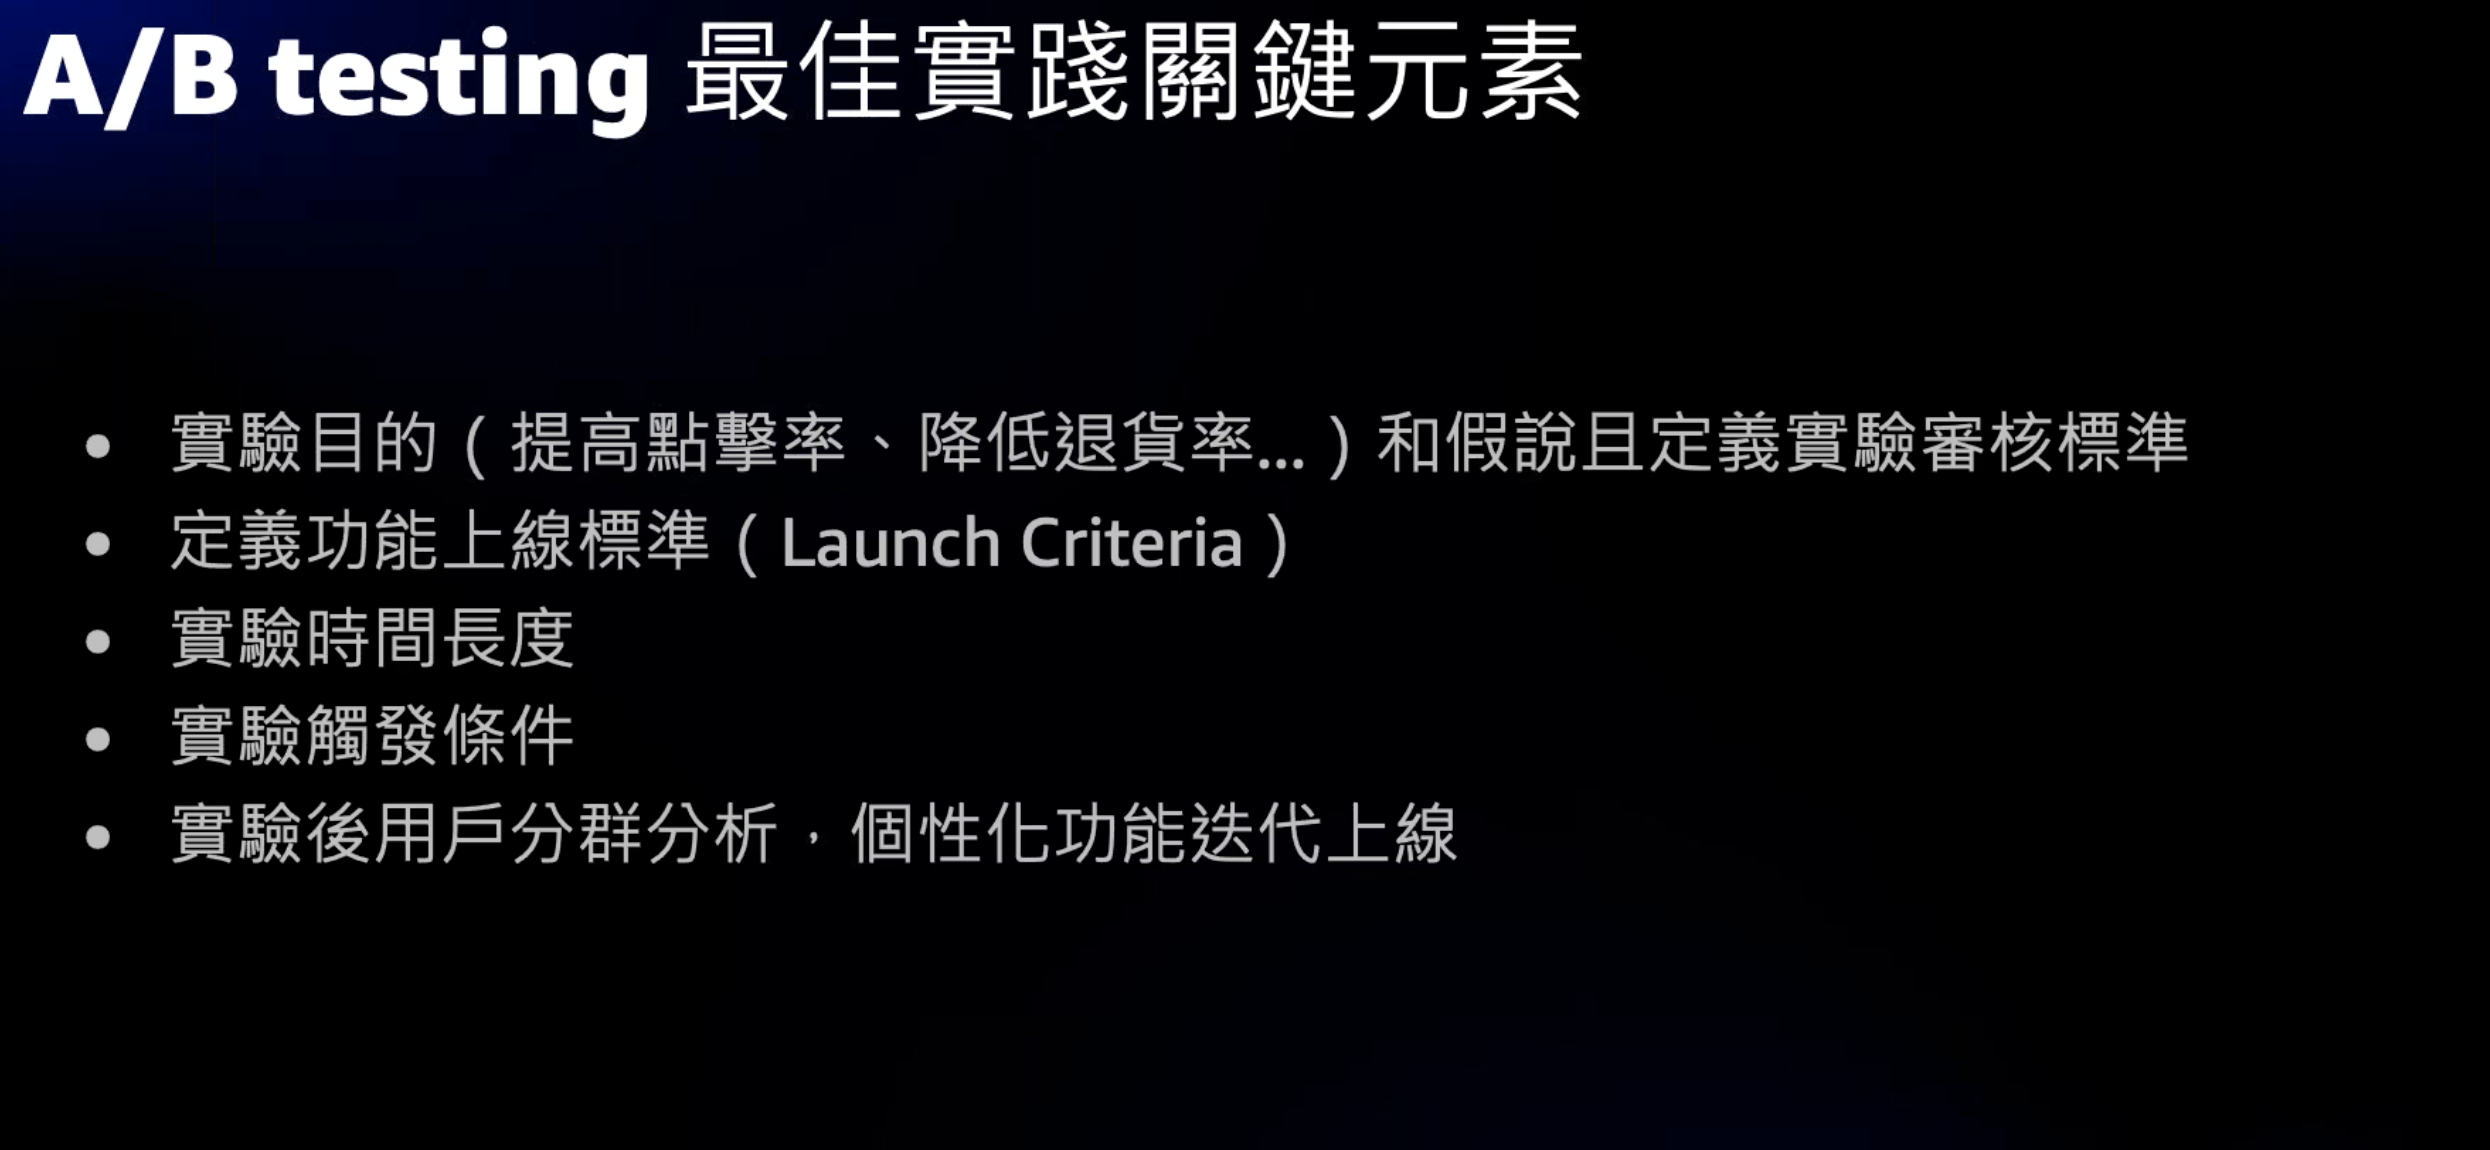 A/B testing 最佳實踐關鍵元素
• 實驗目的（提高點擊率、降低退貨率...）和假說且定義實驗審核標準
• 定義功能上線標準（Launch Criteria）
• 實驗時間長度
• 實驗觸發條件
• 實驗後用戶分群分析，個性化功能迭代上線